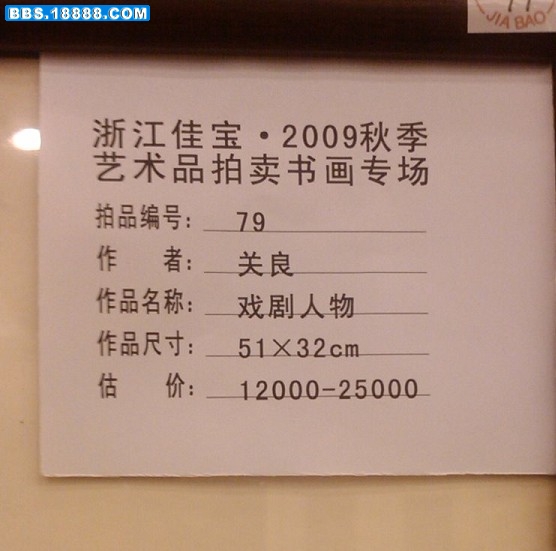 BBS.18888.COM
JIA BAO
浙江佳宝·2009秋季
艺术品拍卖书画专场
拍品编号: 79
作 者: 关良
作品名称: 戏剧人物
作品尺寸: 51×32cm
估 价: 12000-25000